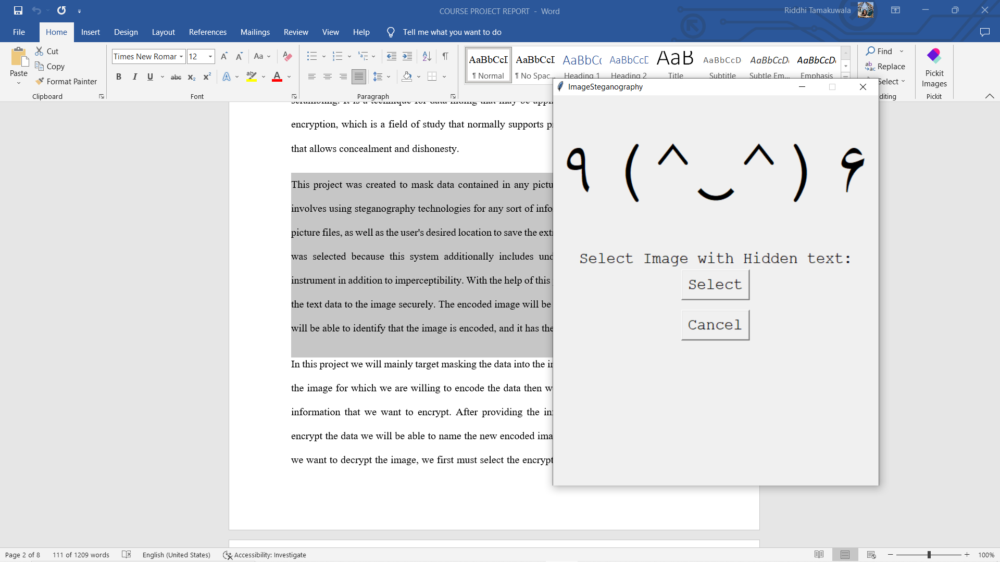 COURSE PROJECT REPORT - Word
Riddhi Tamakuwala
File Home Insert Design Layout References Mailings Review View Help Tell me what you want to do
Paste
Cut
Copy
Format Painter
Clipboard
Times New Romar 12
Aa
B I U abc x₂ x² A ab A
Font
Paragraph
AaBbCcI AaBbCcI AaBbCc AaBbCcD AaB AaBbCcD AaBbCcD AaBbCcDc
¶ Normal ¶ No Spac... Heading 1 Heading 2 Title Subtitle Subtle Em... Emphasis
Find
Replace
Select
diting
Pickit
Images
Pickit
encryption, which is a field of study that normally supports
that allows concealment and dishonesty.
This project was created to mask data contained in any
involves using steganography technologies for any sort of
picture files, as well as the user's desired location to save the
was selected because this system additionally includes
instrument in addition to imperceptibility. With the help of this
the text data to the image securely. The encoded image will be
will be able to identify that the image is encoded, and it has
In this project we will mainly target masking the data into the
the image for which we are willing to encode the data then
information that we want to encrypt. After providing the
encrypt the data we will be able to name the new encoded
we want to decrypt the image, we first must select the
ImageSteganography
٩ (^‿^) ۶
Select Image with Hidden text:
Select
Cancel
Page 2 of 8 111 of 1209 words English (United States) Accessibility: Investigate 100%